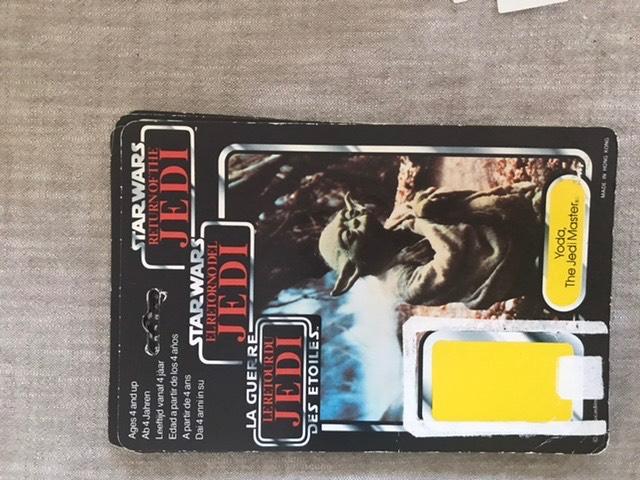 STAR WARS
RETURN OF THE
JEDI
STAR WARS
EL RETORNO DEL
JEDI
LA GUERRE
LE RETOUR DU
JEDI
DES ETOILES.
Ages 4 and up
Ab 4 Jahren
Leeftijd vanaf 4 jaar
Edad a partir de los 4 años
A partir de 4 ans
Dai 4 anni in su
Yoda,
The Jedi Master
MADE IN HONG KONG